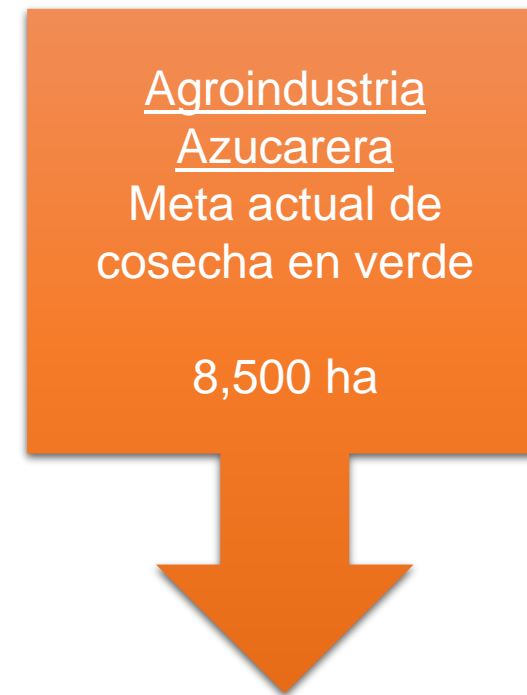 Agroindustria
Azucarera
Meta actual de
cosecha en verde
8,500 ha